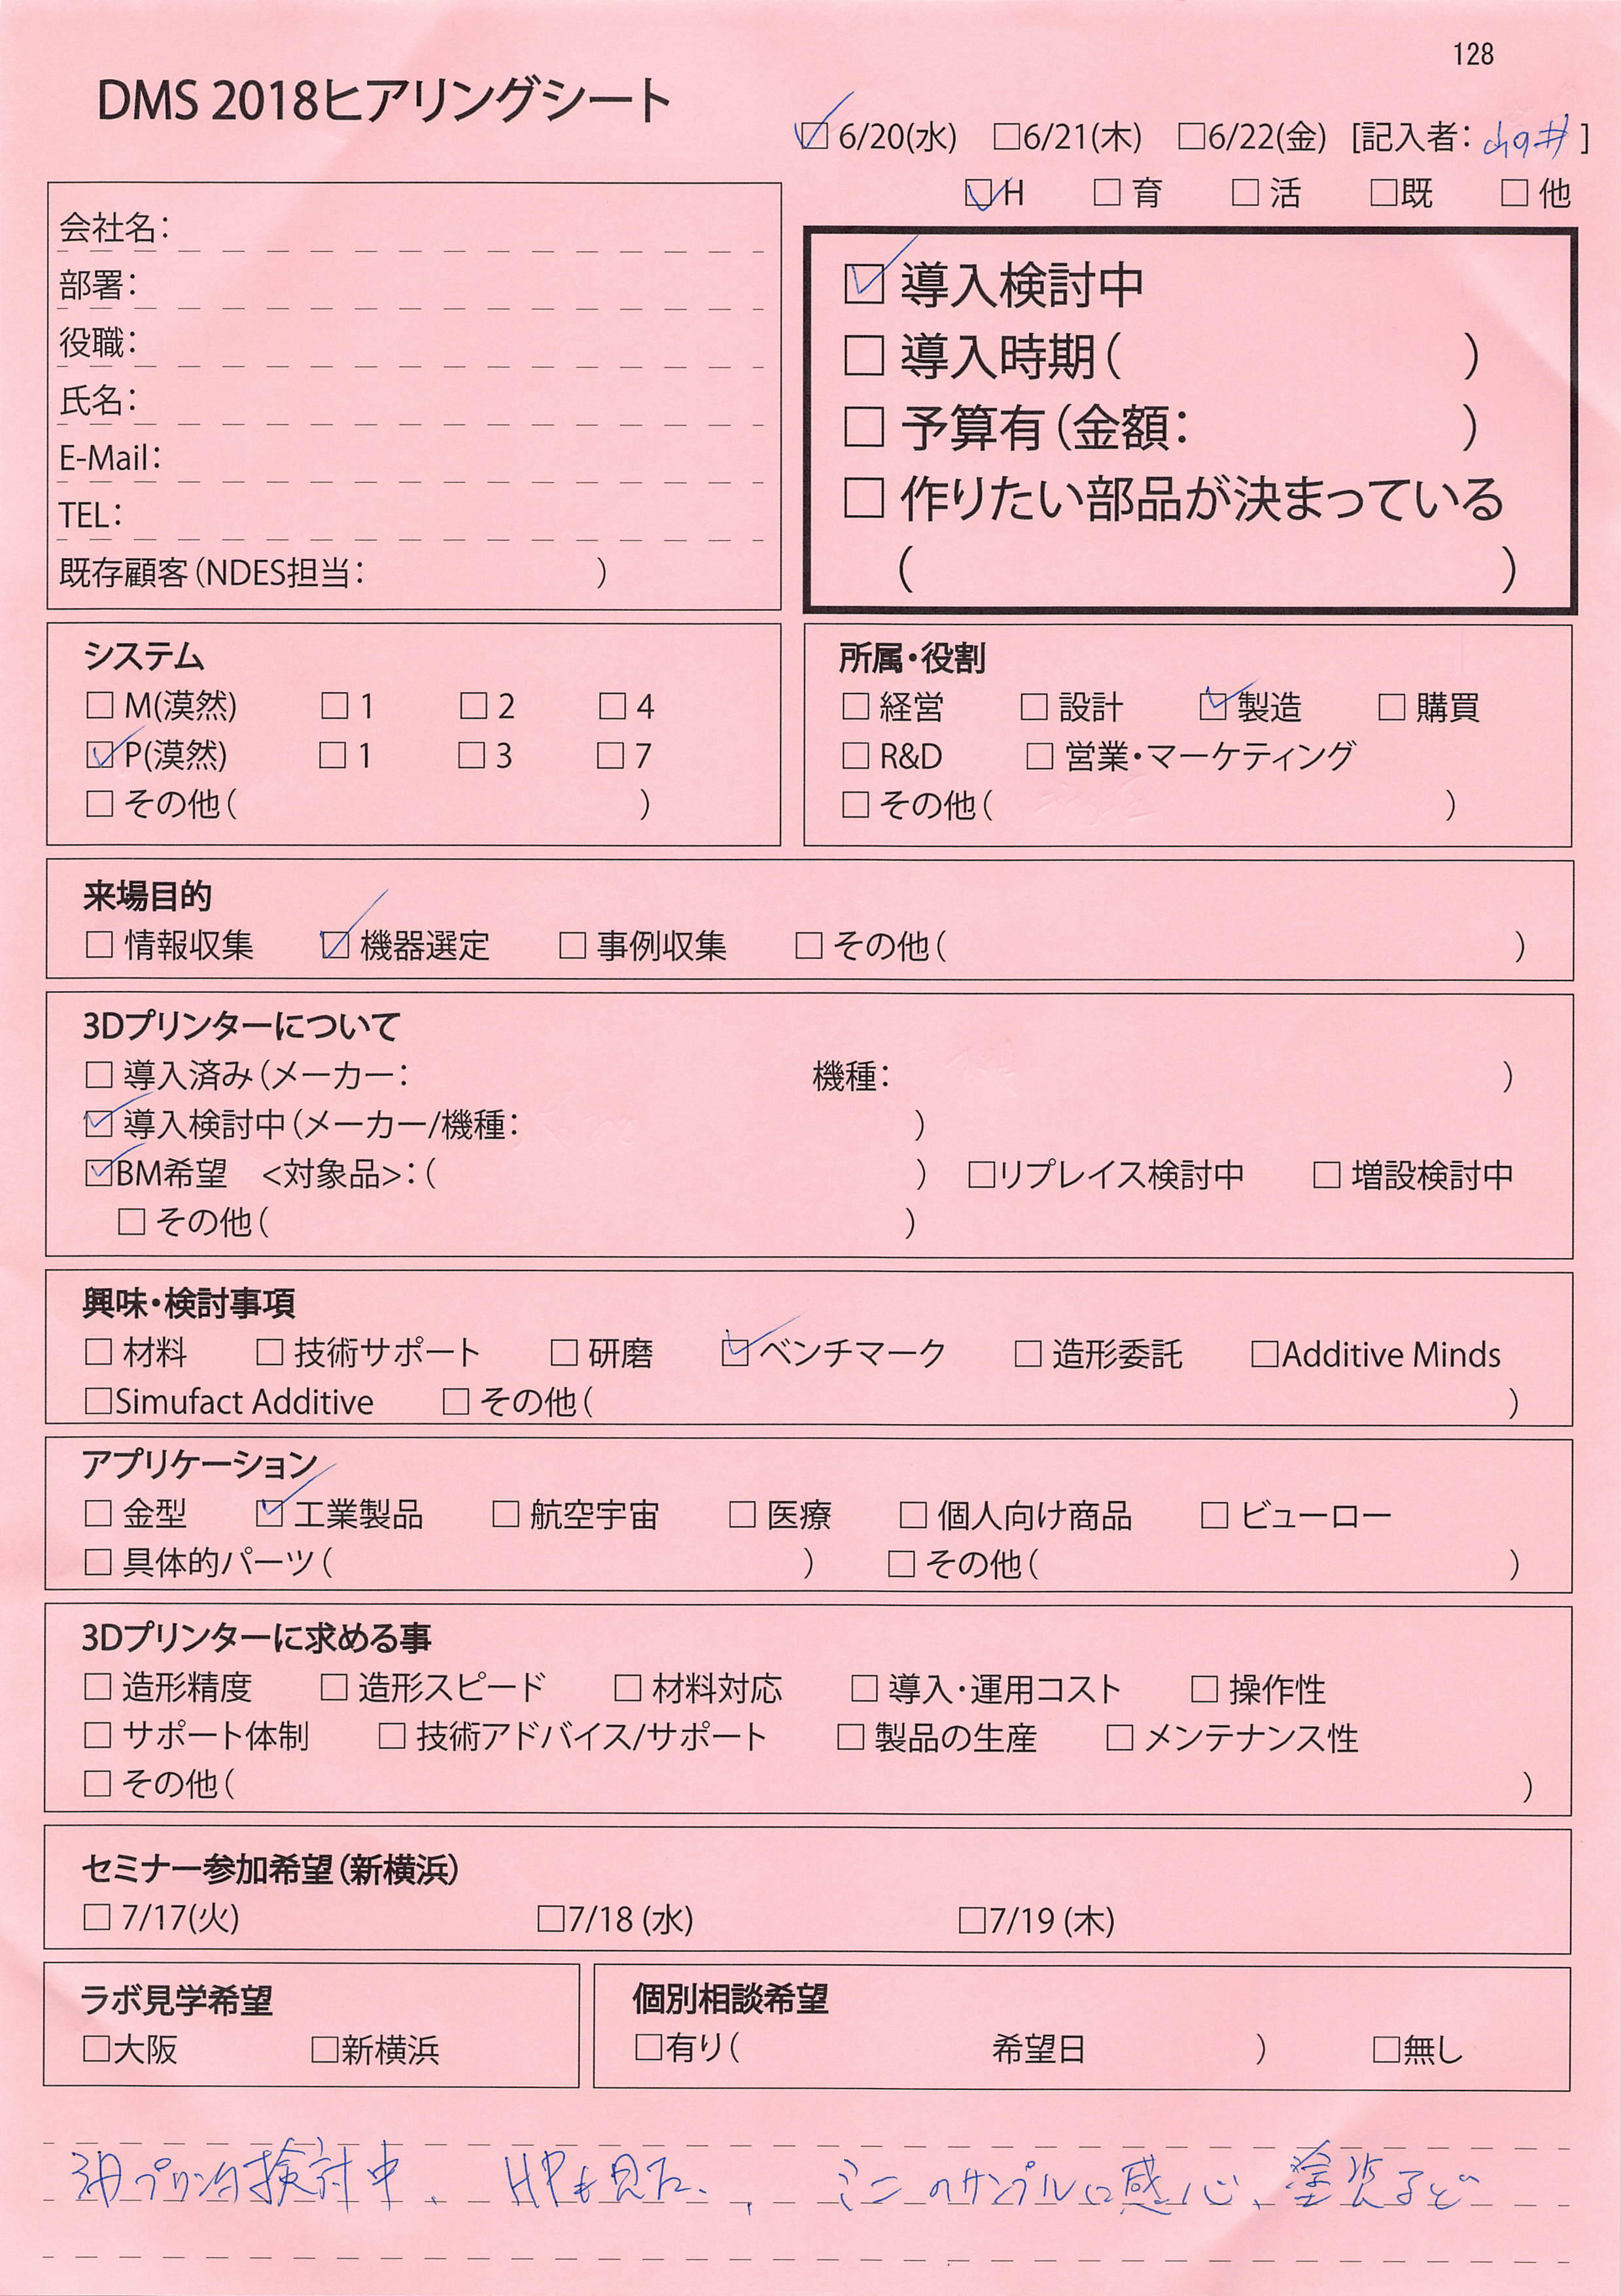 128
DMS 2018ヒアリングシート
☑ 6/20(水) □6/21(木) □6/22(金) [記入者: ]
☑H □ 育 □ 活 □既 □ 他
会社名:
部署:
役職:
氏名:
E-Mail:
TEL:
既存顧客(NDES担当: )
☑ 導入検討中
□ 導入時期( )
□ 予算有(金額: )
□ 作りたい部品が決まっている
( )
システム
□ M(漠然) □ 1 □ 2 □ 4
☑ P(漠然) □ 1 □ 3 □ 7
□ その他( )
所属・役割
□ 経営 □ 設計 ☑ 製造 □ 購買
□ R&D □ 営業・マーケティング
□ その他( )
来場目的
□ 情報収集 ☑ 機器選定 □ 事例収集 □ その他( )
3Dプリンターについて
□ 導入済み(メーカー: 機種: )
☑ 導入検討中(メーカー/機種: )
☑BM希望 <対象品>:( ) □リプレイス検討中 □ 増設検討中
□ その他( )
興味・検討事項
□ 材料 □ 技術サポート □ 研磨 ☑ベンチマーク □ 造形委託 □Additive Minds
□Simufact Additive □ その他( )
アプリケーション
□ 金型 ☑ 工業製品 □ 航空宇宙 □ 医療 □ 個人向け商品 □ ビューロー
□ 具体的パーツ( ) □ その他( )
3Dプリンターに求める事
□ 造形精度 □ 造形スピード □ 材料対応 □ 導入・運用コスト □ 操作性
□ サポート体制 □ 技術アドバイス/サポート □ 製品の生産 □ メンテナンス性
□ その他( )
セミナー参加希望(新横浜)
□ 7/17(火) □7/18 (水) □7/19 (木)
ラボ見学希望
□大阪 □新横浜
個別相談希望
□有り( 希望日 ) □無し
3Dプリンタ検討中、HPも見た、ミニのサンプルに感心、塗装など